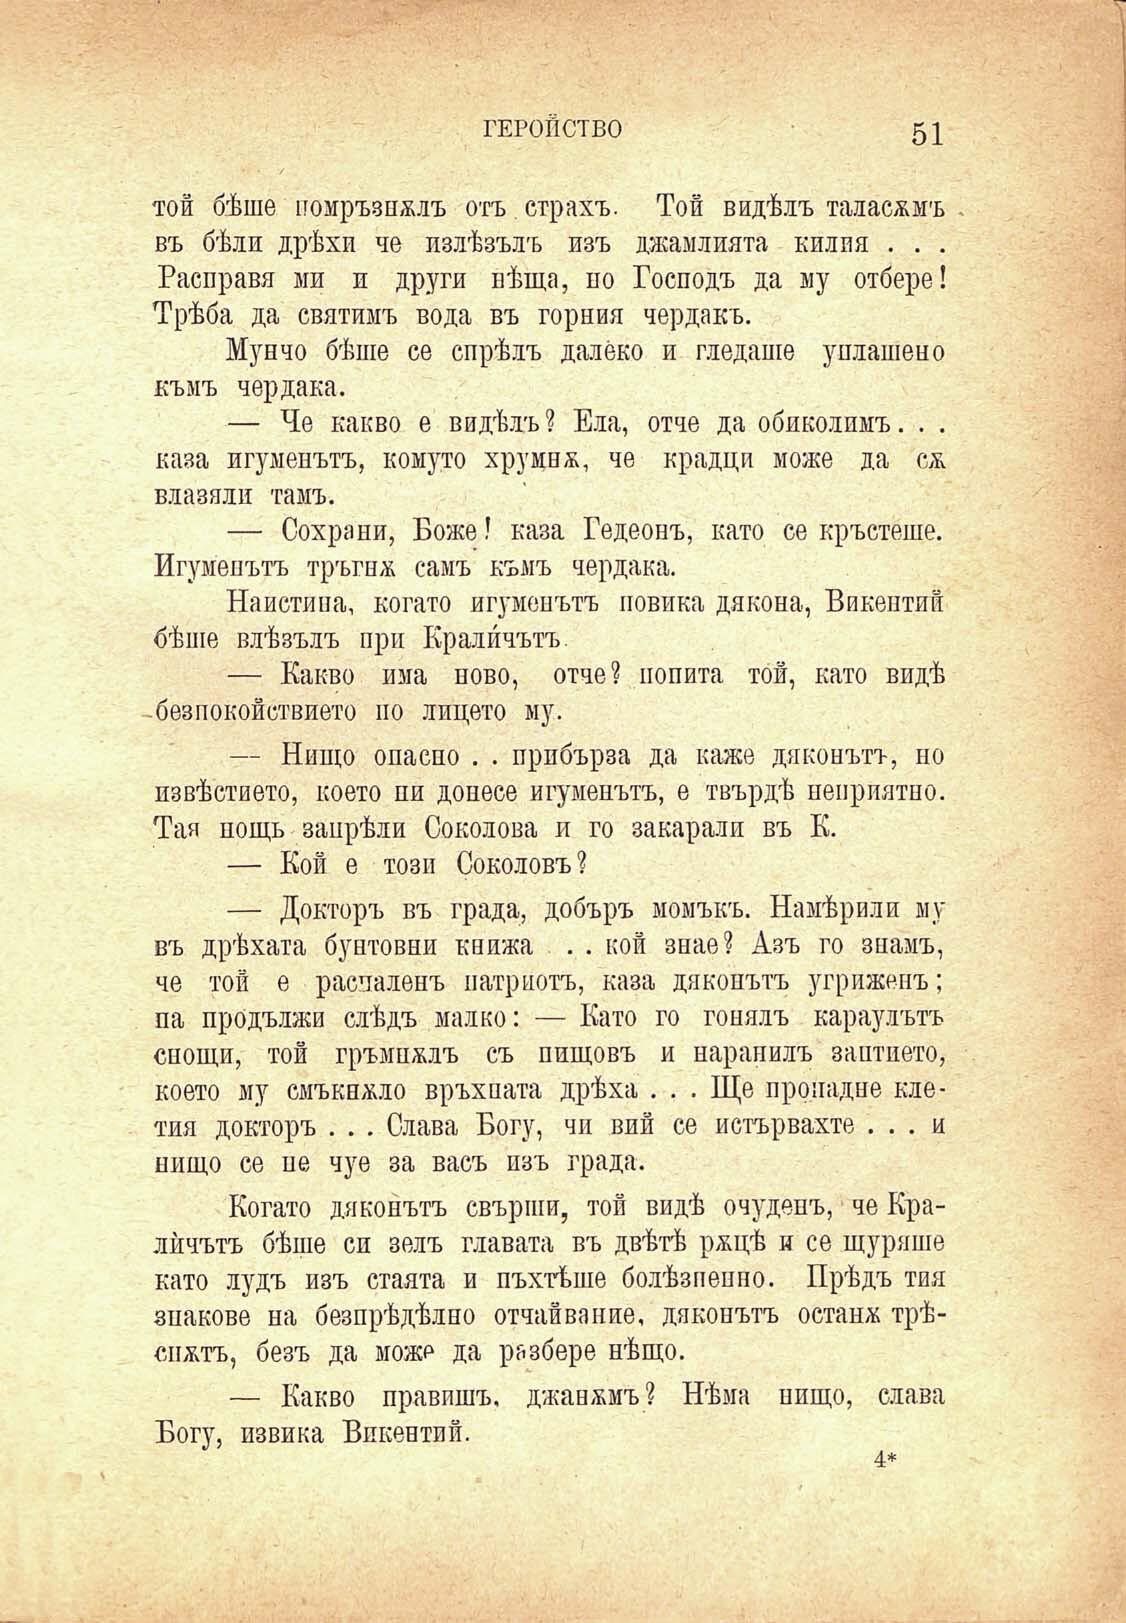 ГЕРОЙСТВО 51
той бѣше помръзнѫлъ отъ страхъ. Той видѣлъ таласѫмъ
въ бѣли дрѣхи че излѣзълъ изъ джамлията килия . . .
Расправя ми и други нѣща, но Господъ да му отбере!
Трѣба да святимъ вода въ горния чердакъ.
Мунчо бѣше се спрѣлъ далеко и гледаше уплашено
къмъ чердака.
— Че какво е видѣлъ? Ела, отче да обиколимъ. . .
каза игуменътъ, комуто хрумнѫ, че крадци може да сѫ
влазяли тамъ.
— Сохрани, Боже! каза Гедеонъ, като се кръстеше.
Игуменътъ тръгнѫ самъ къмъ чердака.
Наистина, когато игуменътъ повика дякона, Викентий
бѣше влѣзълъ при Кралѝчътъ.
— Какво има ново, отче? попита той, като видѣ
безпокойствието по лицето му.
— Нищо опасно . . прибърза да каже дяконътъ, но
извѣстието, което ни донесе игуменътъ, е твърдѣ неприятно.
Тая нощь запрѣли Соколова и го закарали въ К.
— Кой е този Соколовъ?
— Докторъ въ града, добъръ момъкъ. Намѣрили му
въ дрѣхата бунтовни книжа . . кой знае? Азъ го знамъ,
че той е распаленъ патриотъ, каза дяконътъ угриженъ;
па продължи слѣдъ малко: — Като го гонялъ караулътъ
снощи, той гръмнѫлъ съ пищовъ и наранилъ заптието,
което му смъкнѫло връхната дрѣха . . . Ще пропадне кле-
тия докторъ . . . Слава Богу, чи вий се истървахте . . . и
нищо се не чуе за васъ изъ града.
Когато дяконътъ свърши, той видѣ очуденъ, че Кра-
лѝчътъ бѣше си зелъ главата въ двѣтѣ рѫцѣ и се щуряше
като лудъ изъ стаята и пъхтѣше болѣзненно. Прѣдъ тия
знакове на безпрѣдѣлно отчайвание, дяконътъ останѫ трѣ-
снѫтъ, безъ да може да разбере нѣщо.
— Какво правишъ, джанѫмъ? Нѣма нищо, слава
Богу, извика Викентий.
4*